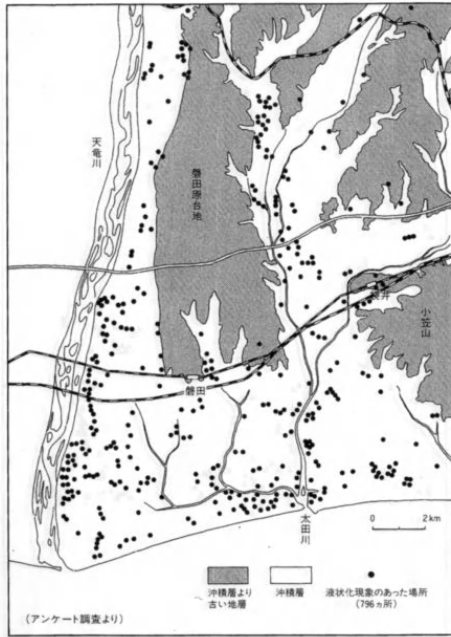 天竜川
磐田原台地
袋井
小笠山
磐田
太田川
0 2km
沖積層より
古い地層
沖積層
液状化現象のあった場所
(796ヵ所)
(アンケート調査より)